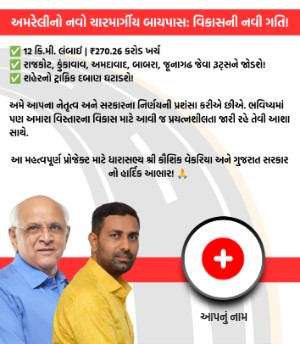 અમરેલીનો નવો ચારમાર્ગીય બાયપાસ: વિકાસની નવી ગતિ!
✅ 12 કિ.મી. લંબાઈ | ₹270.26 કરોડ ખર્ચ
✅ રાજકોટ, કુંકાવાવ, અમદાવાદ, બાબરા, જૂનાગઢ જેવા રૂટ્સને જોડશે!
✅ શહેરનો ટ્રાફિક દબાણ ઘટાડશે!
અમે આપના નેતૃત્વ અને સરકારના નિર્ણયની પ્રશંસા કરીએ છીએ. ભવિષ્યમાં
પણ અમારા વિસ્તારના વિકાસ માટે આવી જ પ્રયત્નશીલતા જારી રહે તેવી આશા
સાથે.
આ મહત્વપૂર્ણ પ્રોજેક્ટ માટે ધારાસભ્ય શ્રી કૌશિક વેકરિયા અને ગુજરાત સરકાર
નો હાર્દિક આભાર! 🙏
આપનું નામ